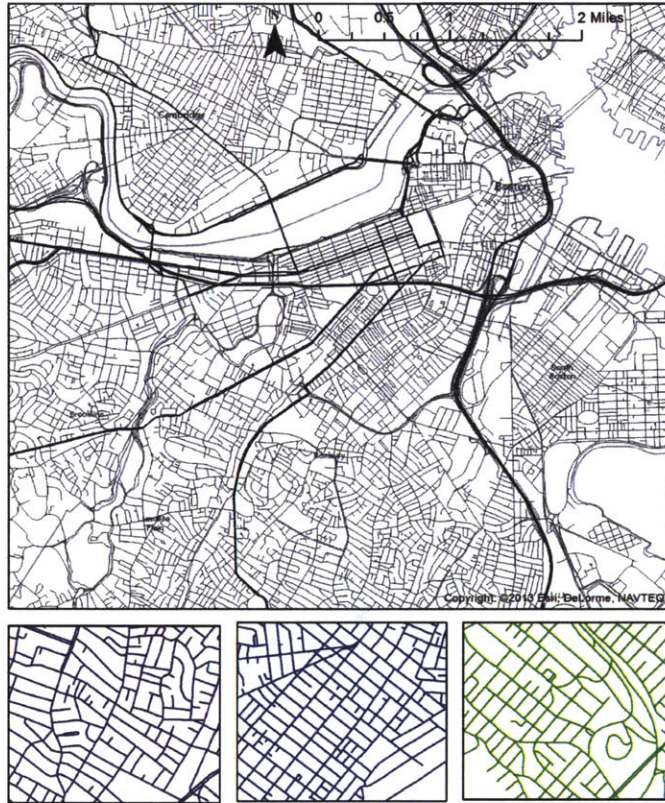 N
0 0.5 1 2 Miles
Cambridge
Boston
South Boston
Brookline
Roxbury
Copyright: ©2013 Esri, DeLorme, NAVTEQ